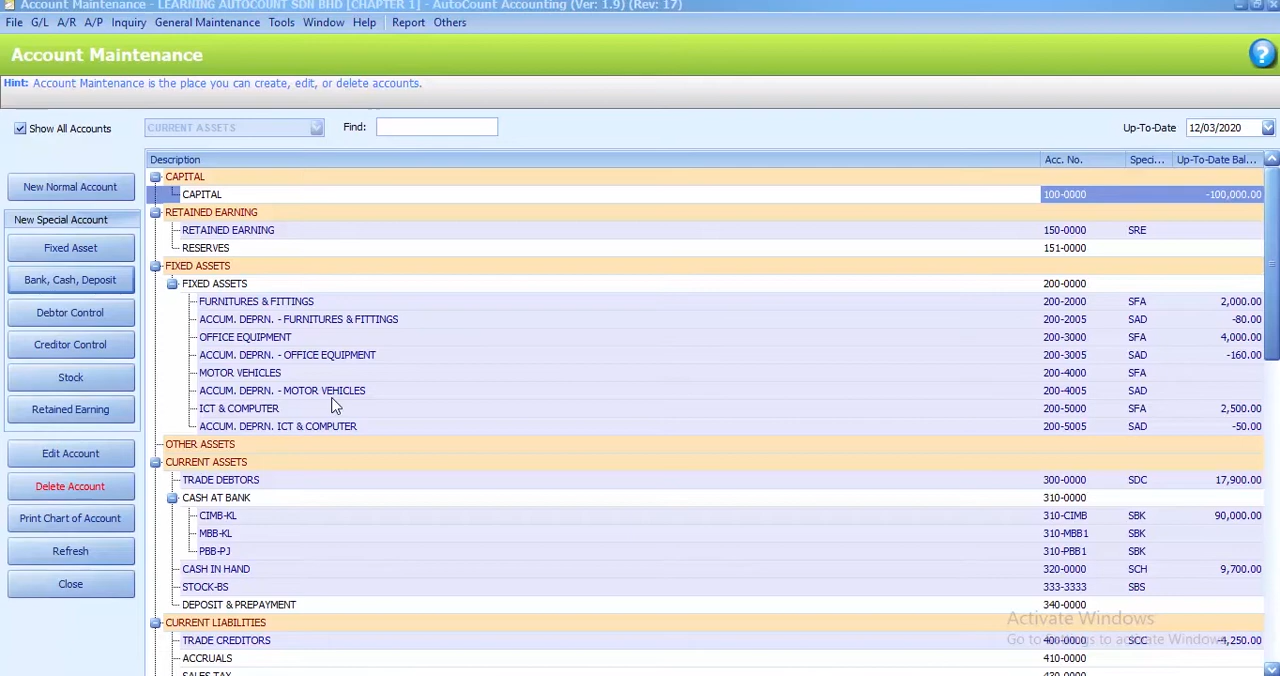 Account Maintenance - LEARNING AUTOCOUNT SDN BHD [CHAPTER 1] - AutoCount Accounting (Ver: 1.9) (Rev: 17)
File G/L A/R A/P Inquiry General Maintenance Tools Window Help Report Others
Account Maintenance
Hint: Account Maintenance is the place you can create, edit, or delete accounts.
Show All Accounts CURRENT ASSETS Find: Up-To-Date 12/03/2020
Description Acc. No. Speci... Up-To-Date Bal...
New Normal Account
New Special Account
Fixed Asset
Bank, Cash, Deposit
Debtor Control
Creditor Control
Stock
Retained Earning
Edit Account
Delete Account
Print Chart of Account
Refresh
Close
CAPITAL
CAPITAL 100-0000 -100,000.00
RETAINED EARNING
RETAINED EARNING 150-0000 SRE
RESERVES 151-0000
FIXED ASSETS
FIXED ASSETS 200-0000
FURNITURES & FITTINGS 200-2000 SFA 2,000.00
ACCUM. DEPRN. - FURNITURES & FITTINGS 200-2005 SAD -80.00
OFFICE EQUIPMENT 200-3000 SFA 4,000.00
ACCUM. DEPRN. - OFFICE EQUIPMENT 200-3005 SAD -160.00
MOTOR VEHICLES 200-4000 SFA
ACCUM. DEPRN. - MOTOR VEHICLES 200-4005 SAD
ICT & COMPUTER 200-5000 SFA 2,500.00
ACCUM. DEPRN. ICT & COMPUTER 200-5005 SAD -50.00
OTHER ASSETS
CURRENT ASSETS
TRADE DEBTORS 300-0000 SDC 17,900.00
CASH AT BANK 310-0000
CIMB-KL 310-CIMB SBK 90,000.00
MBB-KL 310-MBB1 SBK
PBB-PJ 310-PBB1 SBK
CASH IN HAND 320-0000 SCH 9,700.00
STOCK-BS 333-3333 SBS
DEPOSIT & PREPAYMENT 340-0000
CURRENT LIABILITIES
TRADE CREDITORS 400-0000 SCC -4,250.00
ACCRUALS 410-0000
SALES TAX
Activate Windows
Go to Settings to activate Windows.